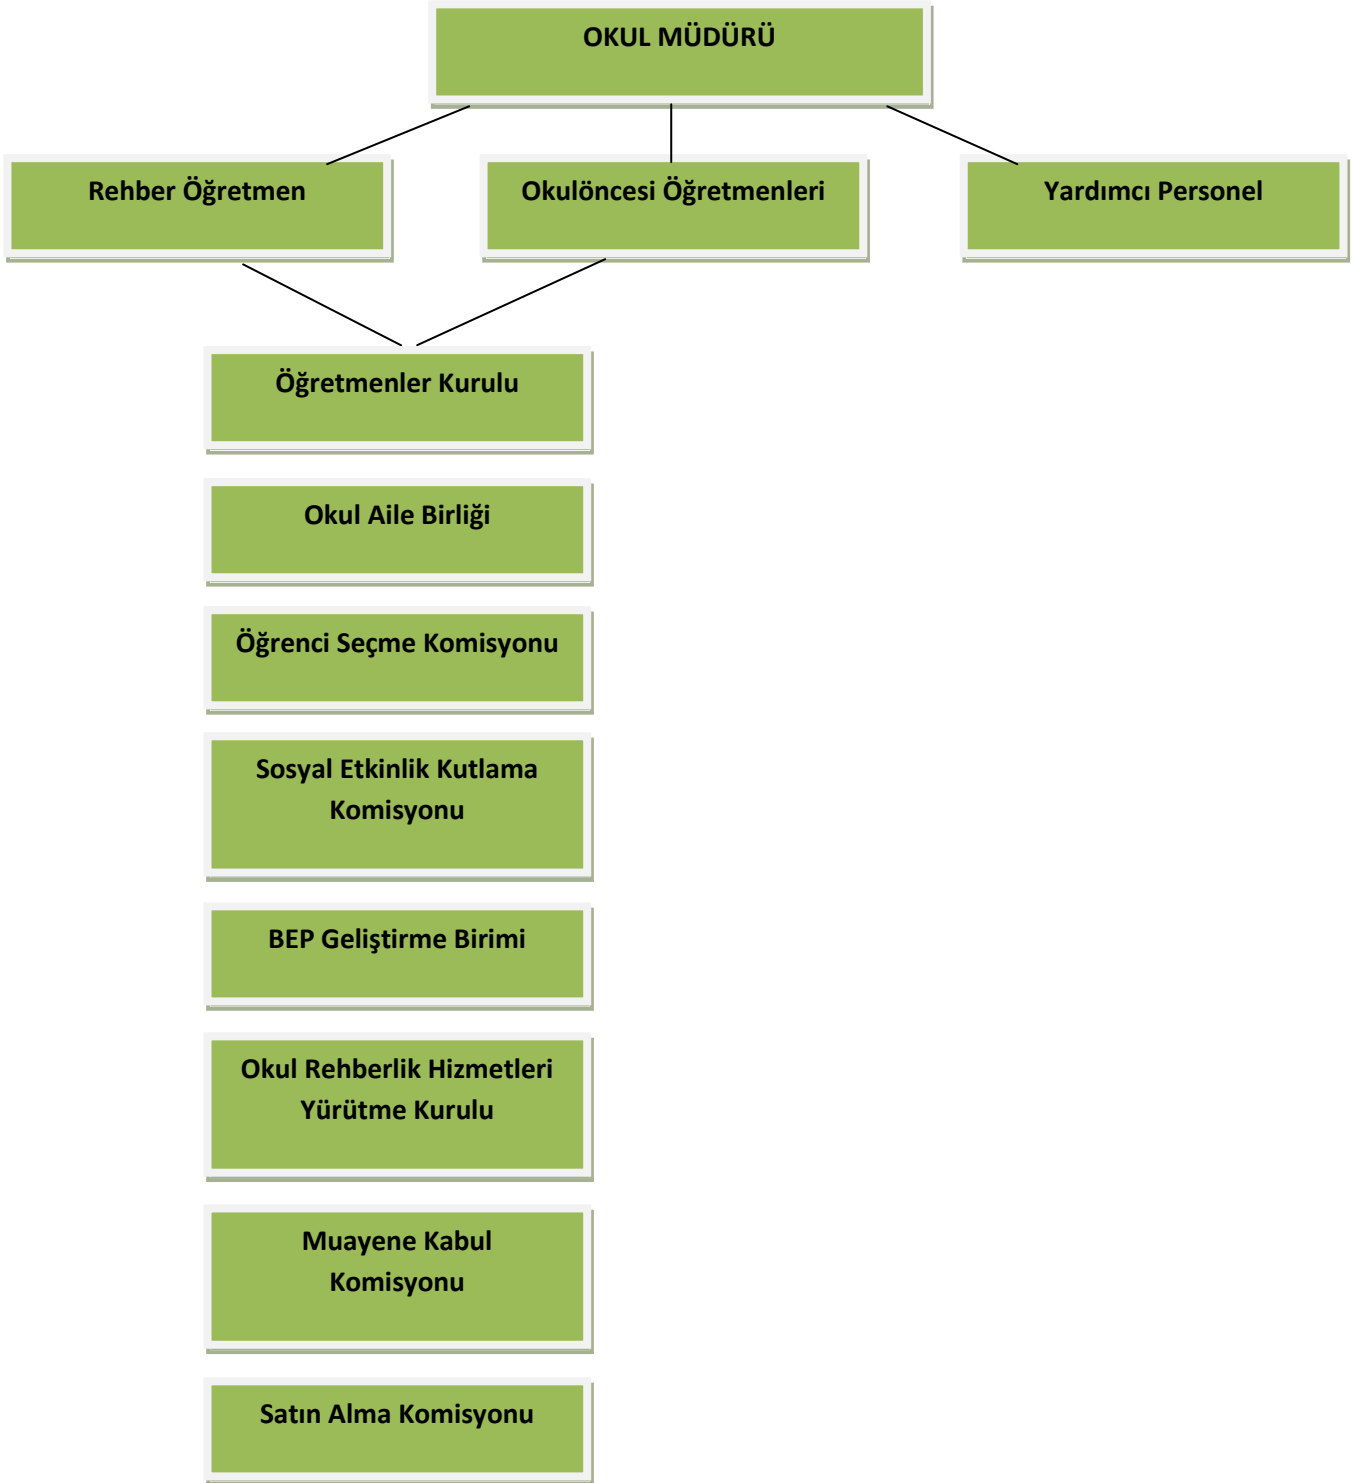 OKUL MÜDÜRÜ
Rehber Öğretmen
Okulöncesi Öğretmenleri
Yardımcı Personel
Öğretmenler Kurulu
Okul Aile Birliği
Öğrenci Seçme Komisyonu
Sosyal Etkinlik Kutlama
Komisyonu
BEP Geliştirme Birimi
Okul Rehberlik Hizmetleri
Yürütme Kurulu
Muayene Kabul
Komisyonu
Satın Alma Komisyonu